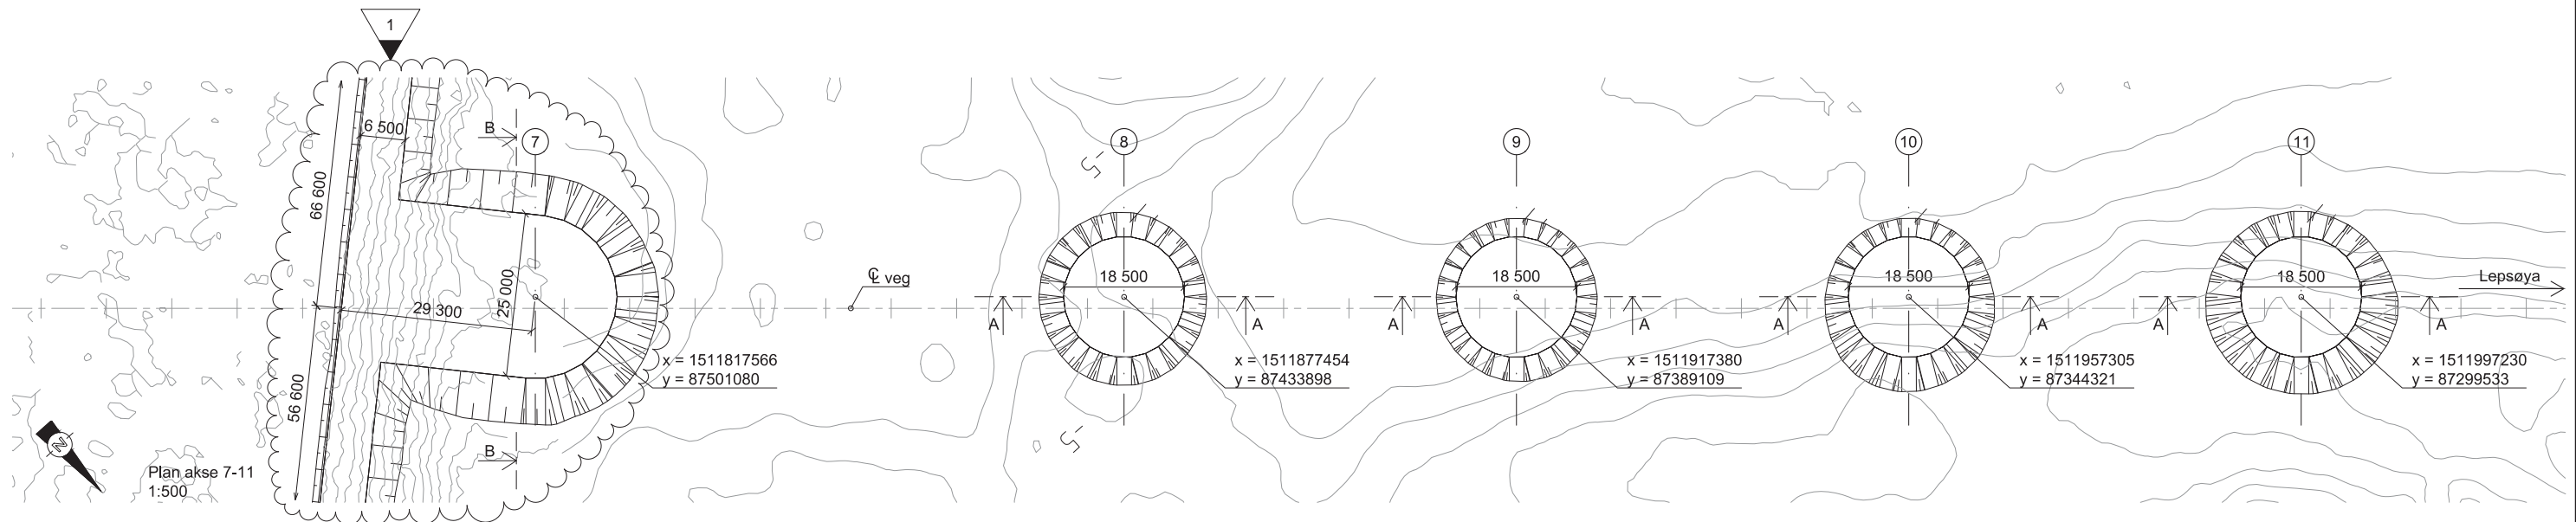 1
6 500
B
7
8
9
10
11
-5
66 600
25 000
29 300
℄ veg
18 500
18 500
18 500
18 500
Lepsøya
A
A
A
A
A
A
A
A
x = 1511817566
y = 87501080
x = 1511877454
y = 87433898
x = 1511917380
y = 87389109
x = 1511957305
y = 87344321
x = 1511997230
y = 87299533
56 600
-5
B
N
Plan akse 7-11
1:500